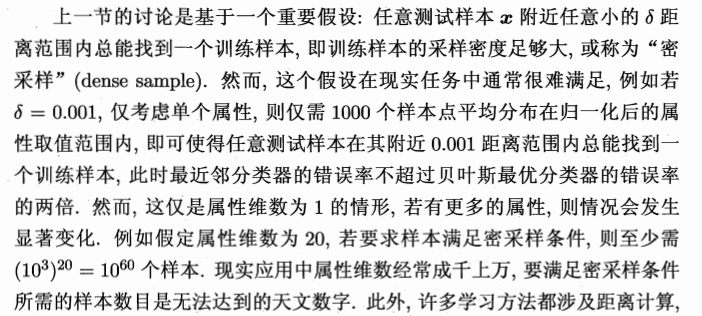 上一节的讨论是基于一个重要假设: 任意测试样本 x 附近任意小的 δ 距
离范围内总能找到一个训练样本, 即训练样本的采样密度足够大, 或称为“密
采样” (dense sample). 然而, 这个假设在现实任务中通常很难满足, 例如若
δ = 0.001, 仅考虑单个属性, 则仅需 1000 个样本点平均分布在归一化后的属
性取值范围内, 即可使得任意测试样本在其附近 0.001 距离范围内总能找到一
个训练样本, 此时最近邻分类器的错误率不超过贝叶斯最优分类器的错误率
的两倍. 然而, 这仅是属性维数为 1 的情形, 若有更多的属性, 则情况会发生
显著变化. 例如假定属性维数为 20, 若要求样本满足密采样条件, 则至少需
(10³)²⁰ = 10⁶⁰ 个样本. 现实应用中属性维数经常成千上万, 要满足密采样条件
所需的样本数目是无法达到的天文数字. 此外, 许多学习方法都涉及距离计算,